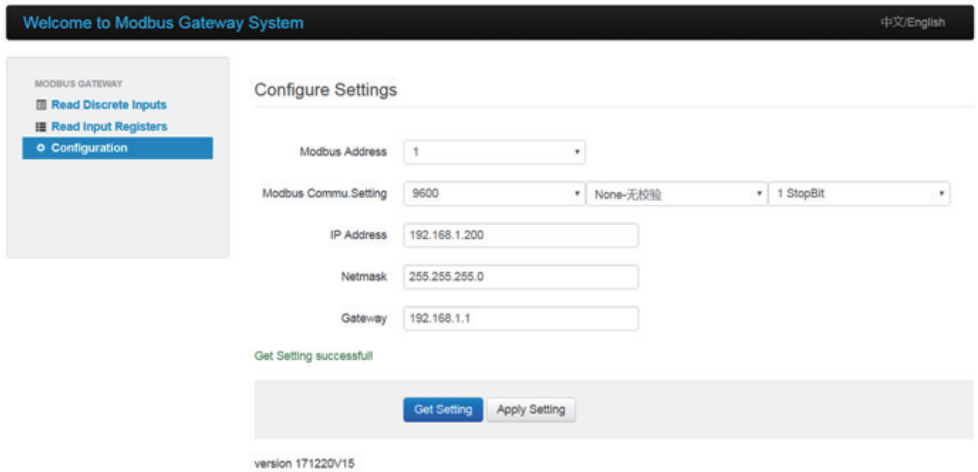 Welcome to Modbus Gateway System
中文/English
MODBUS GATEWAY
Read Discrete Inputs
Read Input Registers
Configuration
Configure Settings
Modbus Address 1
Modbus Commu.Setting 9600 None-无校验 1 StopBit
IP Address 192.168.1.200
Netmask 255.255.255.0
Gateway 192.168.1.1
Get Setting successful!
Get Setting Apply Setting
version 171220V15